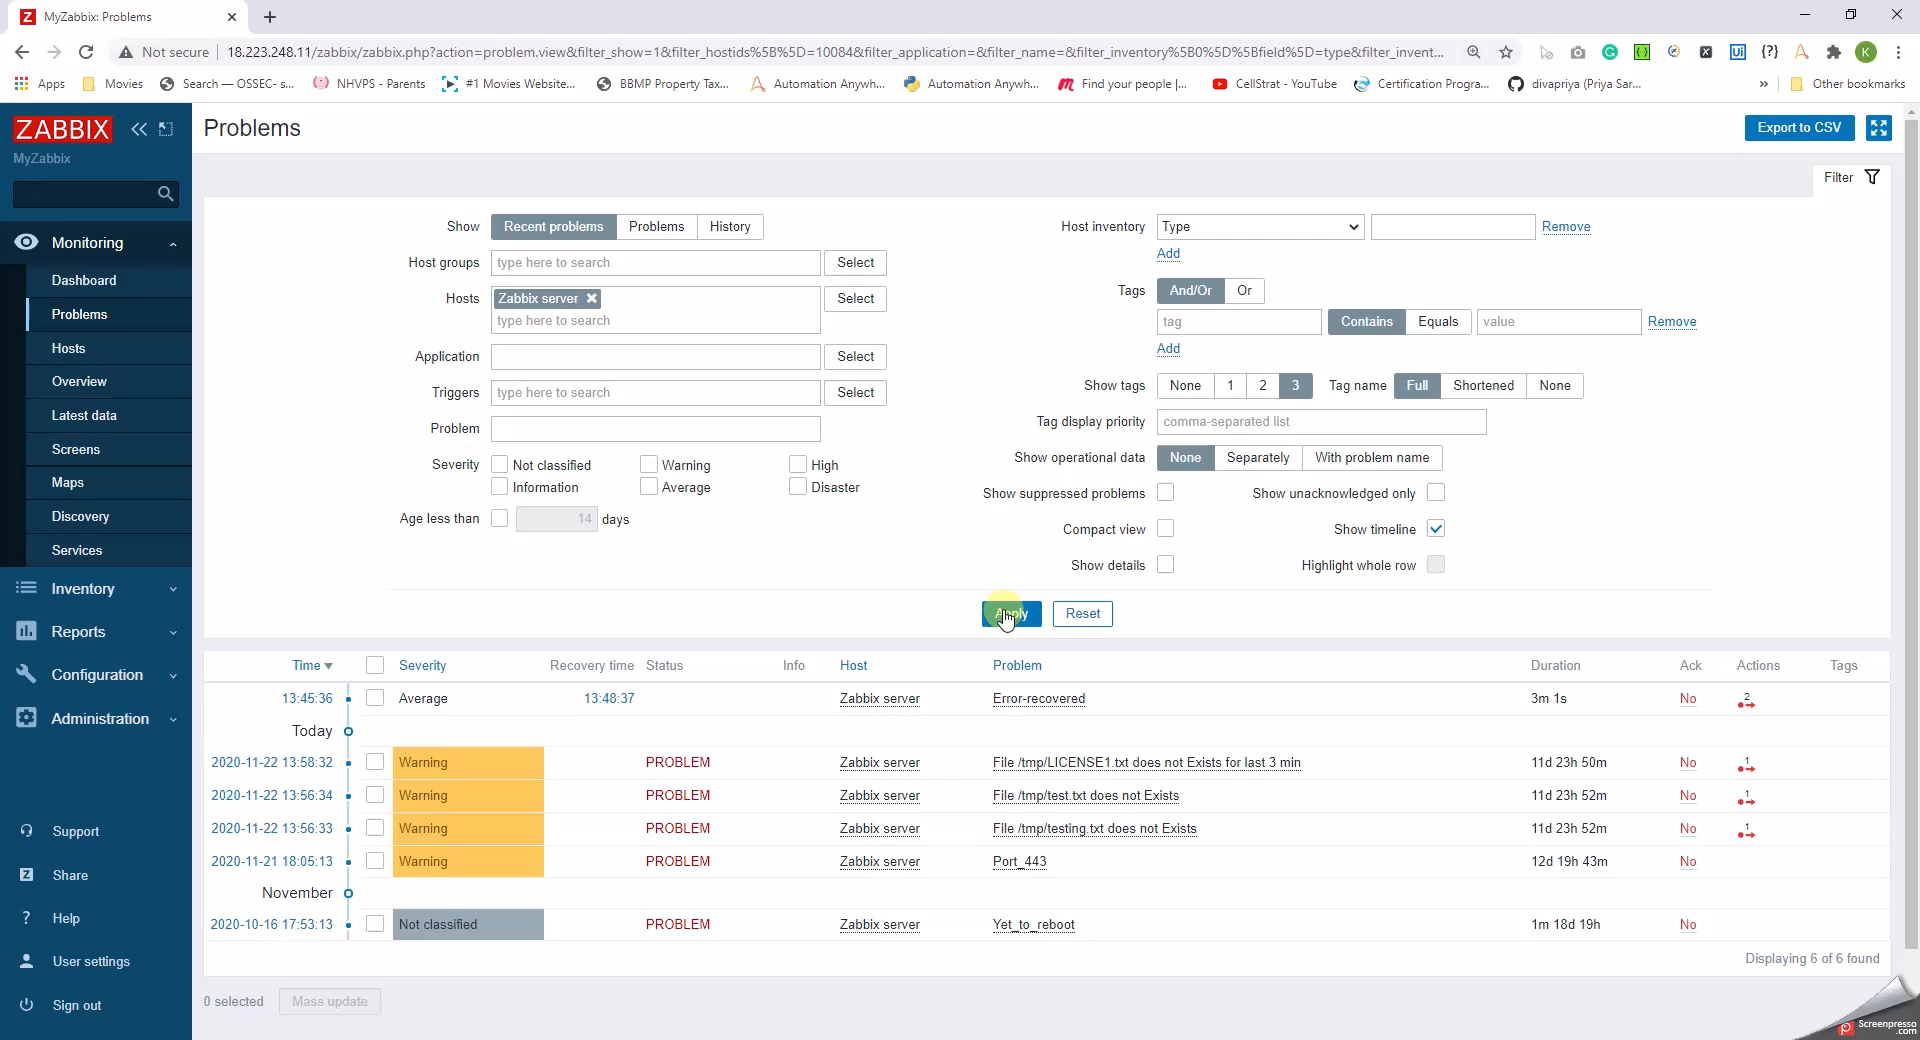 MyZabbix: Problems
Not secure
18.223.248.11/zabbix/zabbix.php?action=problem.view&filter_show=1&filter_hostids%5B%5D=10084&filter_application=&filter_name=&filter_inventory%5B0%5D%5Bfield%5D=type&filter_invent...
Apps
Movies
Search — OSSEC- s...
NHVPS - Parents
#1 Movies Website...
BBMP Property Tax...
Automation Anywh...
Automation Anywh...
Find your people |...
CellStrat - YouTube
Certification Progra...
divapriya (Priya Sar...
»
Other bookmarks
ZABBIX
MyZabbix
Monitoring
Dashboard
Problems
Hosts
Overview
Latest data
Screens
Maps
Discovery
Services
Inventory
Reports
Configuration
Administration
Support
Share
Help
User settings
Sign out
Problems
Export to CSV
Filter
Show Recent problems Problems History
Host groups type here to search Select
Hosts Zabbix server Select
type here to search
Application Select
Triggers type here to search Select
Problem
Severity Not classified Warning High
Information Average Disaster
Age less than 14 days
Host inventory Type Remove
Add
Tags And/Or Or
tag Contains Equals value Remove
Add
Show tags None 1 2 3 Tag name Full Shortened None
Tag display priority comma-separated list
Show operational data None Separately With problem name
Show suppressed problems Show unacknowledged only
Compact view Show timeline
Show details Highlight whole row
Apply Reset
Time Severity Recovery time Status Info Host Problem Duration Ack Actions Tags
13:45:36 Average 13:48:37 Zabbix server Error-recovered 3m 1s No 2
Today
2020-11-22 13:58:32 Warning PROBLEM Zabbix server File /tmp/LICENSE1.txt does not Exists for last 3 min 11d 23h 50m No 1
2020-11-22 13:56:34 Warning PROBLEM Zabbix server File /tmp/test.txt does not Exists 11d 23h 52m No 1
2020-11-22 13:56:33 Warning PROBLEM Zabbix server File /tmp/testing.txt does not Exists 11d 23h 52m No 1
2020-11-21 18:05:13 Warning PROBLEM Zabbix server Port_443 12d 19h 43m No
November
2020-10-16 17:53:13 Not classified PROBLEM Zabbix server Yet_to_reboot 1m 18d 19h No
Displaying 6 of 6 found
0 selected Mass update
Screenpresso
.com